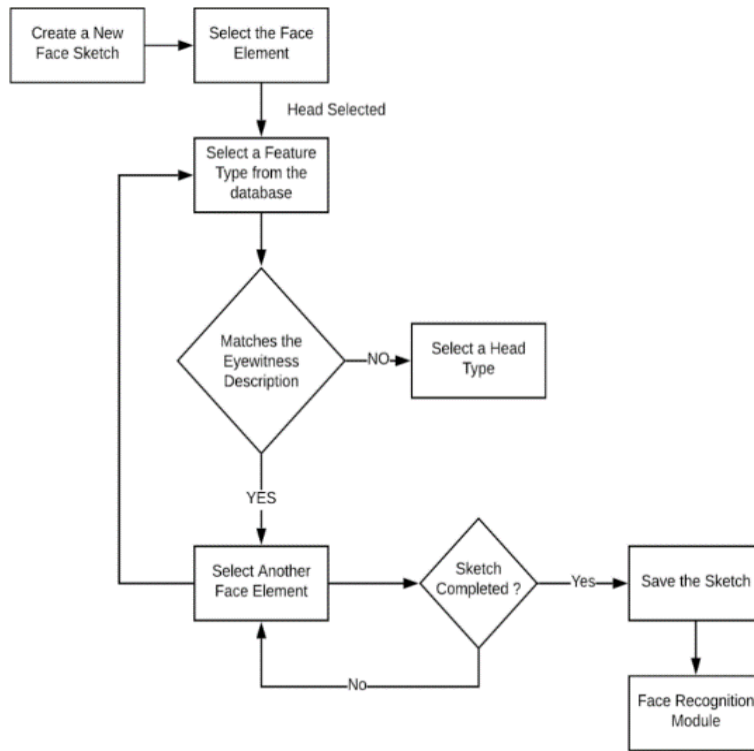 Create a New
Face Sketch
Select the Face
Element
Head Selected
Select a Feature
Type from the
database
Matches the
Eyewitness
Description
NO
Select a Head
Type
YES
Select Another
Face Element
Sketch
Completed ?
Yes
Save the Sketch
No
Face Recognition
Module